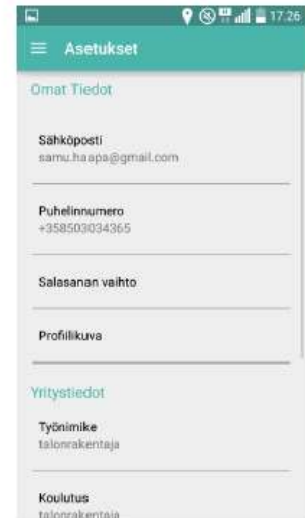 17.26
Asetukset
Omat Tiedot
Sähköposti
samu.haapa@gmail.com
Puhelinnumero
+358503034365
Salasanan vaihto
Profiilikuva
Yritystiedot
Työnimike
talonrakentaja
Koulutus
talonrakentaja